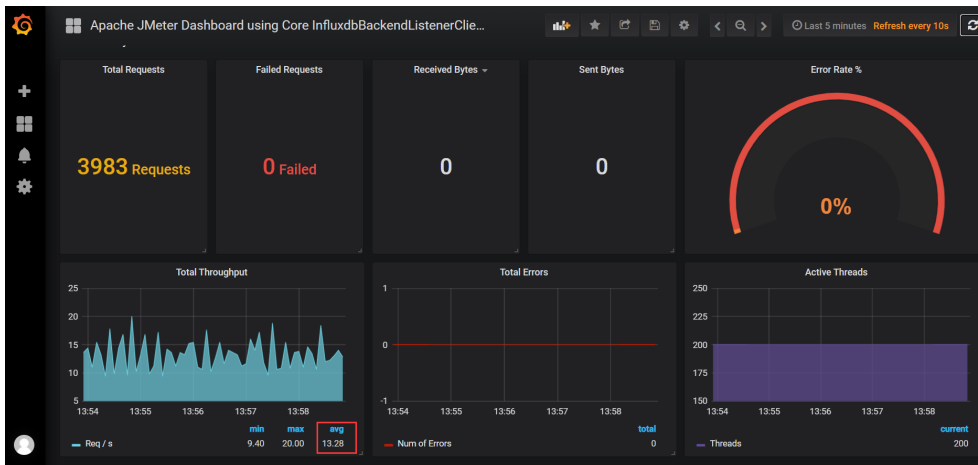 Apache JMeter Dashboard using Core InfluxdbBackendListenerClie...
Last 5 minutes Refresh every 10s
Total Requests
3983 Requests
Failed Requests
0 Failed
Received Bytes
0
Sent Bytes
0
Error Rate %
0%
Total Throughput
25
20
15
10
5
13:54 13:55 13:56 13:57 13:58
min max avg
Req / s 9.40 20.00 13.28
Total Errors
1
0
-1
13:54 13:55 13:56 13:57 13:58
total
Num of Errors 0
Active Threads
250
225
200
175
150
13:54 13:55 13:56 13:57 13:58
current
Threads 200